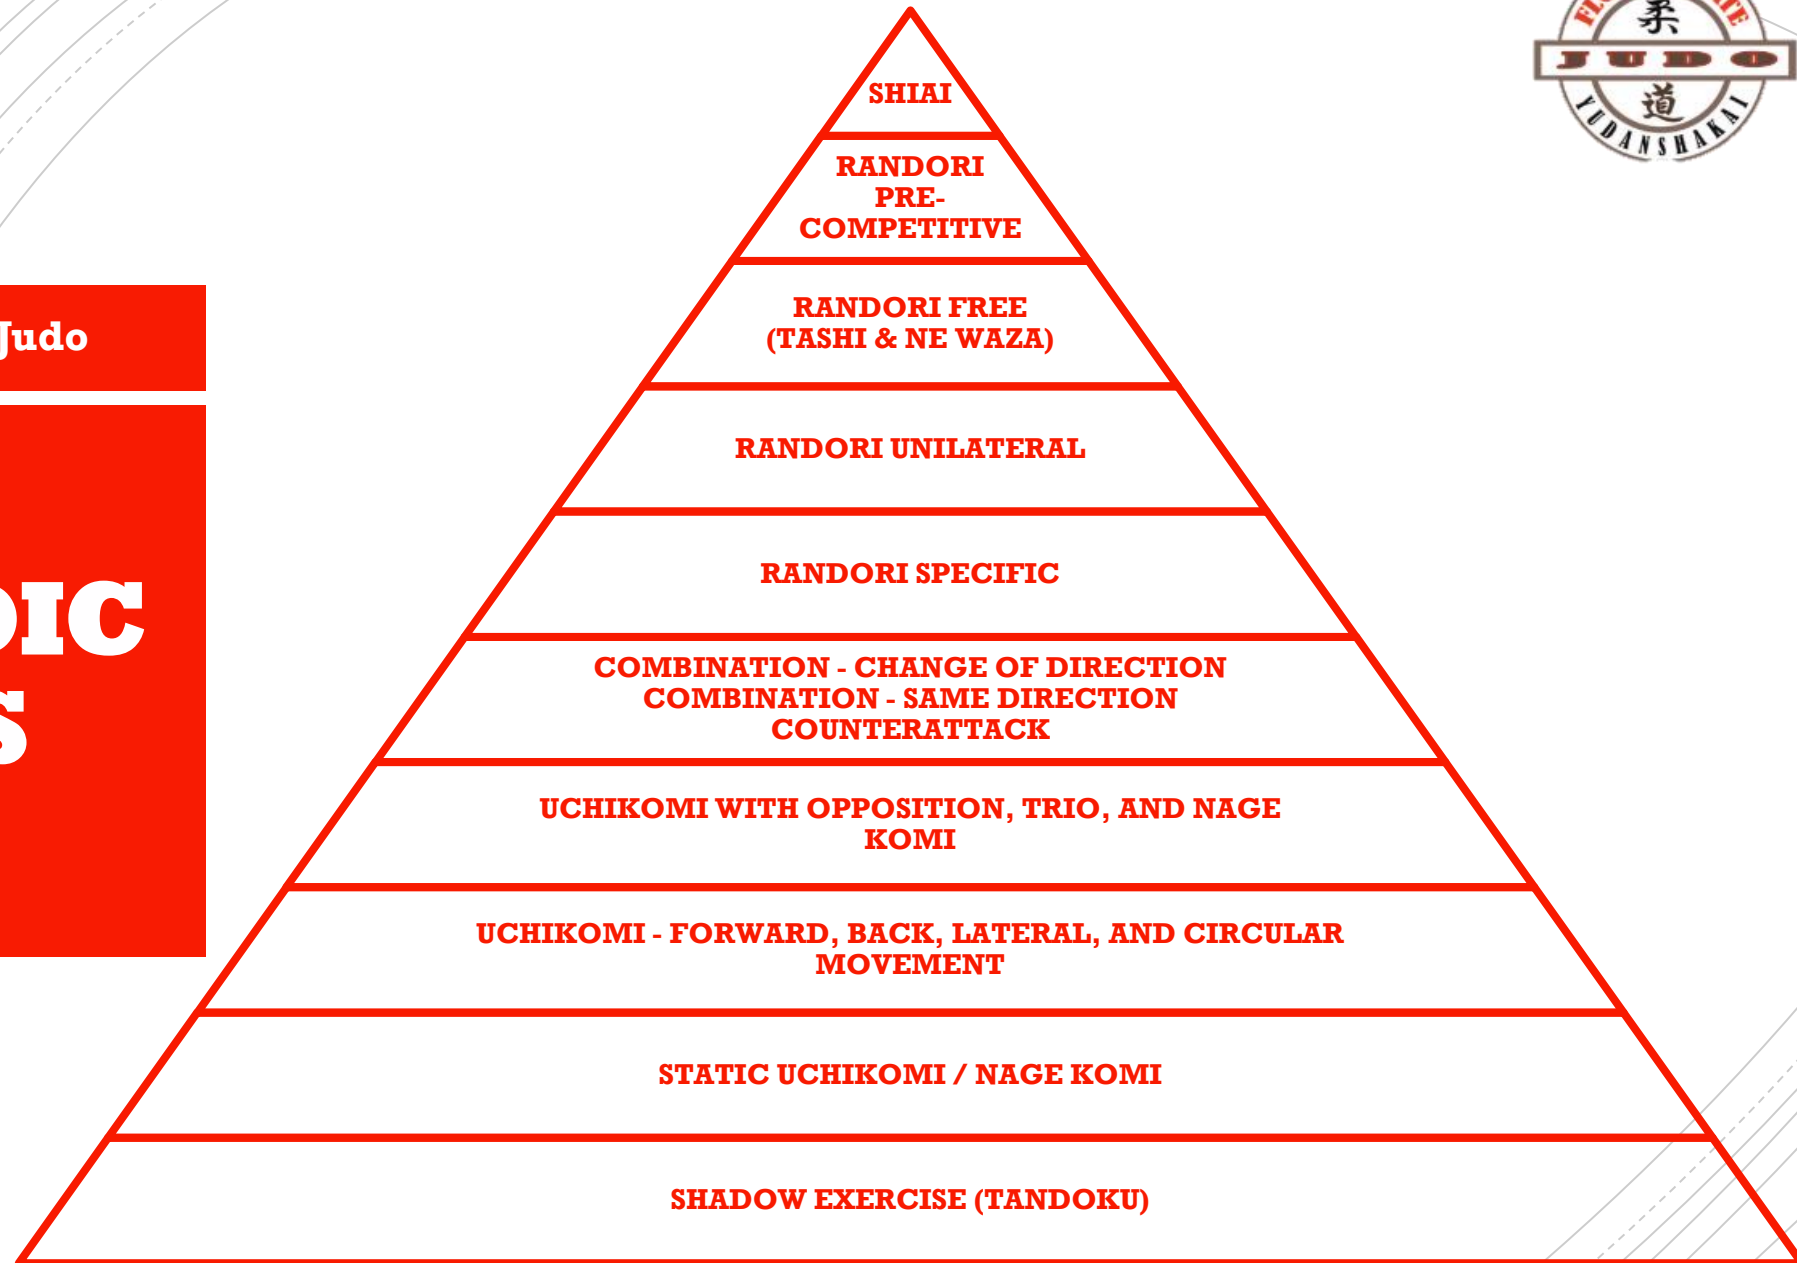 柔
JUDO
道
YUDANSHAKAI
Judo
SHIAI
RANDORI
PRE-
COMPETITIVE
RANDORI FREE
(TASHI & NE WAZA)
RANDORI UNILATERAL
RANDORI SPECIFIC
COMBINATION - CHANGE OF DIRECTION
COMBINATION - SAME DIRECTION
COUNTERATTACK
UCHIKOMI WITH OPPOSITION, TRIO, AND NAGE
KOMI
UCHIKOMI - FORWARD, BACK, LATERAL, AND CIRCULAR
MOVEMENT
STATIC UCHIKOMI / NAGE KOMI
SHADOW EXERCISE (TANDOKU)